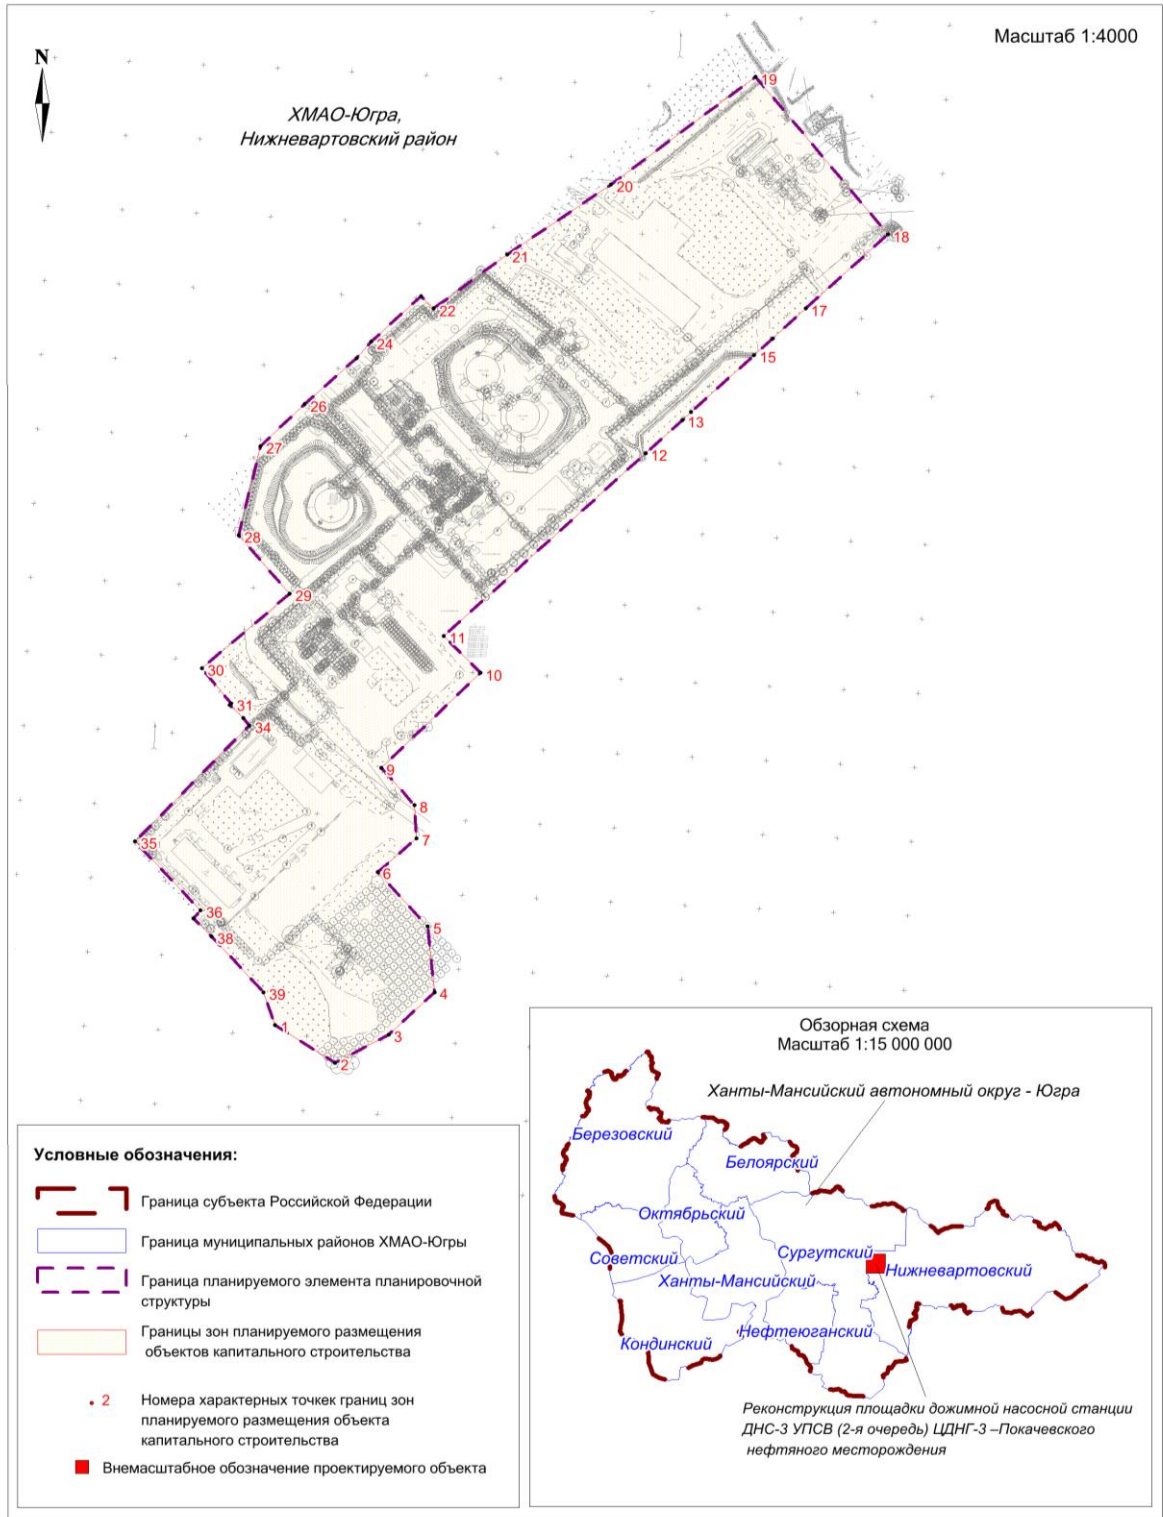 Масштаб 1:4000
N
ХМАО-Югра,
Нижневартовский район
19
20
18
21
22
17
24
15
26
13
27
12
28
29
11
30
10
31
34
9
8
7
35
6
36
5
38
39
4
1
3
2
Условные обозначения:
Граница субъекта Российской Федерации
Граница муниципальных районов ХМАО-Югры
Граница планируемого элемента планировочной
структуры
Границы зон планируемого размещения
объектов капитального строительства
2
Номера характерных точкек границ зон
планируемого размещения объекта
капитального строительства
Внемасштабное обозначение проектируемого объекта
Обзорная схема
Масштаб 1:15 000 000
Ханты-Мансийский автономный округ - Югра
Березовский
Белоярский
Октябрьский
Советский
Сургутский
Нижневартовский
Ханты-Мансийский
Нефтеюганский
Кондинский
Реконструкция площадки дожимной насосной станции
ДНС-3 УПСВ (2-я очередь) ЦДНГ-3 –Покачевского
нефтяного месторождения